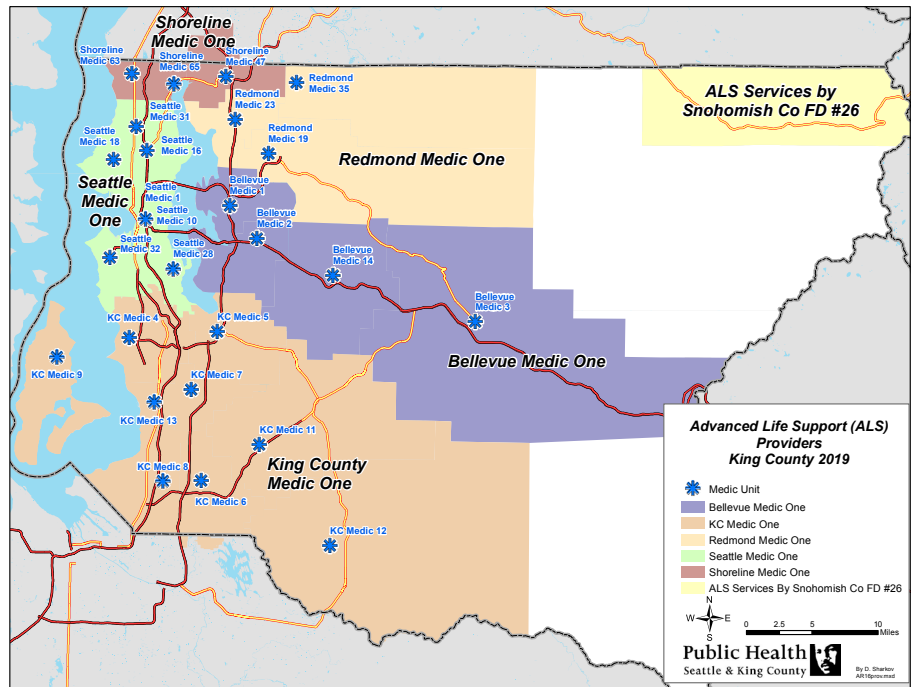 Shoreline
Medic One
Shoreline
Medic 63
Shoreline
Medic 65
Shoreline
Medic 47
Redmond
Medic 35
ALS Services by
Snohomish Co FD #26
Redmond
Medic 23
Seattle
Medic 31
Seattle
Medic 18
Seattle
Medic 16
Redmond
Medic 19
Redmond Medic One
Seattle
Medic
One
Seattle
Medic 1
Seattle
Medic 10
Bellevue
Medic 1
Bellevue
Medic 2
Seattle
Medic 32
Seattle
Medic 28
Bellevue
Medic 14
Bellevue
Medic 3
KC Medic 4
KC Medic 5
Bellevue Medic One
KC Medic 9
KC Medic 7
KC Medic 13
KC Medic 11
King County
Medic One
KC Medic 8
KC Medic 6
KC Medic 12
Advanced Life Support (ALS)
Providers
King County 2019
Medic Unit
Bellevue Medic One
KC Medic One
Redmond Medic One
Seattle Medic One
Shoreline Medic One
ALS Services By Snohomish Co FD #26
N
W E
S
0 2.5 5 10
Miles
Public Health
Seattle & King County
By D. Sharkov
AR16prov.mxd